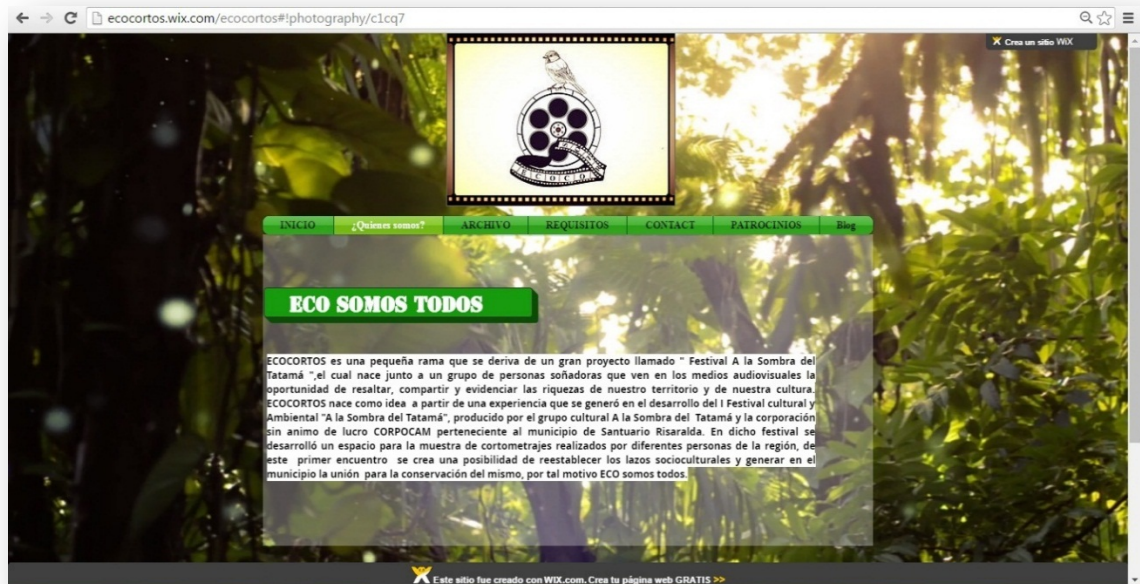 ecocortos.wix.com/ecocortos#!photography/c1cq7
Crea un sitio WiX
INICIO
¿Quienes somos?
ARCHIVO
REQUISITOS
CONTACT
PATROCINIOS
Blog
ECO SOMOS TODOS
ECOCORTOS es una pequeña rama que se deriva de un gran proyecto llamado " Festival A la Sombra del
Tatamá ",el cual nace junto a un grupo de personas soñadoras que ven en los medios audiovisuales la
oportunidad de resaltar, compartir y evidenciar las riquezas de nuestro territorio y de nuestra cultura.
ECOCORTOS nace como idea a partir de una experiencia que se generó en el desarrollo del I Festival cultural y
Ambiental "A la Sombra del Tatamá", producido por el grupo cultural A la Sombra del Tatamá y la corporación
sin animo de lucro CORPOCAM perteneciente al municipio de Santuario Risaralda. En dicho festival se
desarrolló un espacio para la muestra de cortometrajes realizados por diferentes personas de la región, de
este primer encuentro se crea una posibilidad de reestablecer los lazos socioculturales y generar en el
municipio la unión para la conservación del mismo, por tal motivo ECO somos todos.
Este sitio fue creado con WIX.com. Crea tu página web GRATIS >>